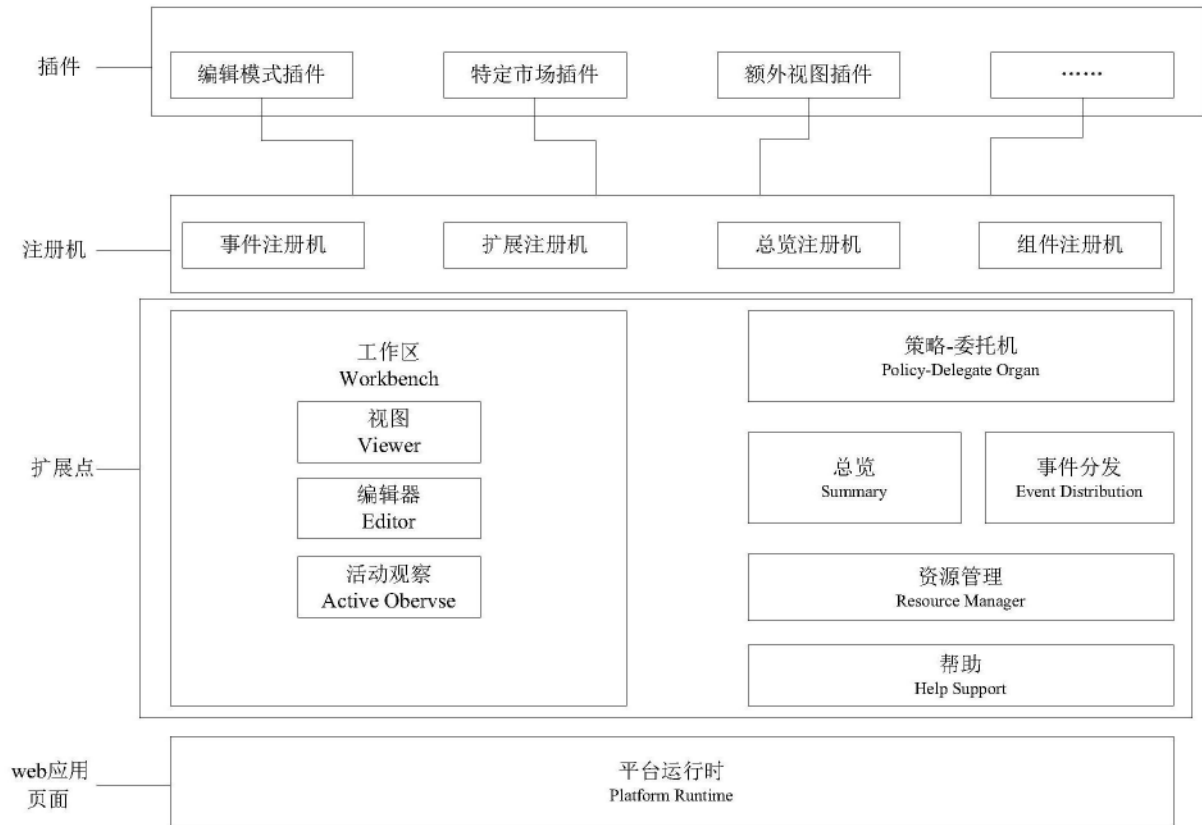 插件
编辑模式插件
特定市场插件
额外视图插件
……
注册机
事件注册机
扩展注册机
总览注册机
组件注册机
扩展点
工作区
Workbench
视图
Viewer
编辑器
Editor
活动观察
Active Obervse
策略-委托机
Policy-Delegate Organ
总览
Summary
事件分发
Event Distribution
资源管理
Resource Manager
帮助
Help Support
web应用
页面
平台运行时
Platform Runtime